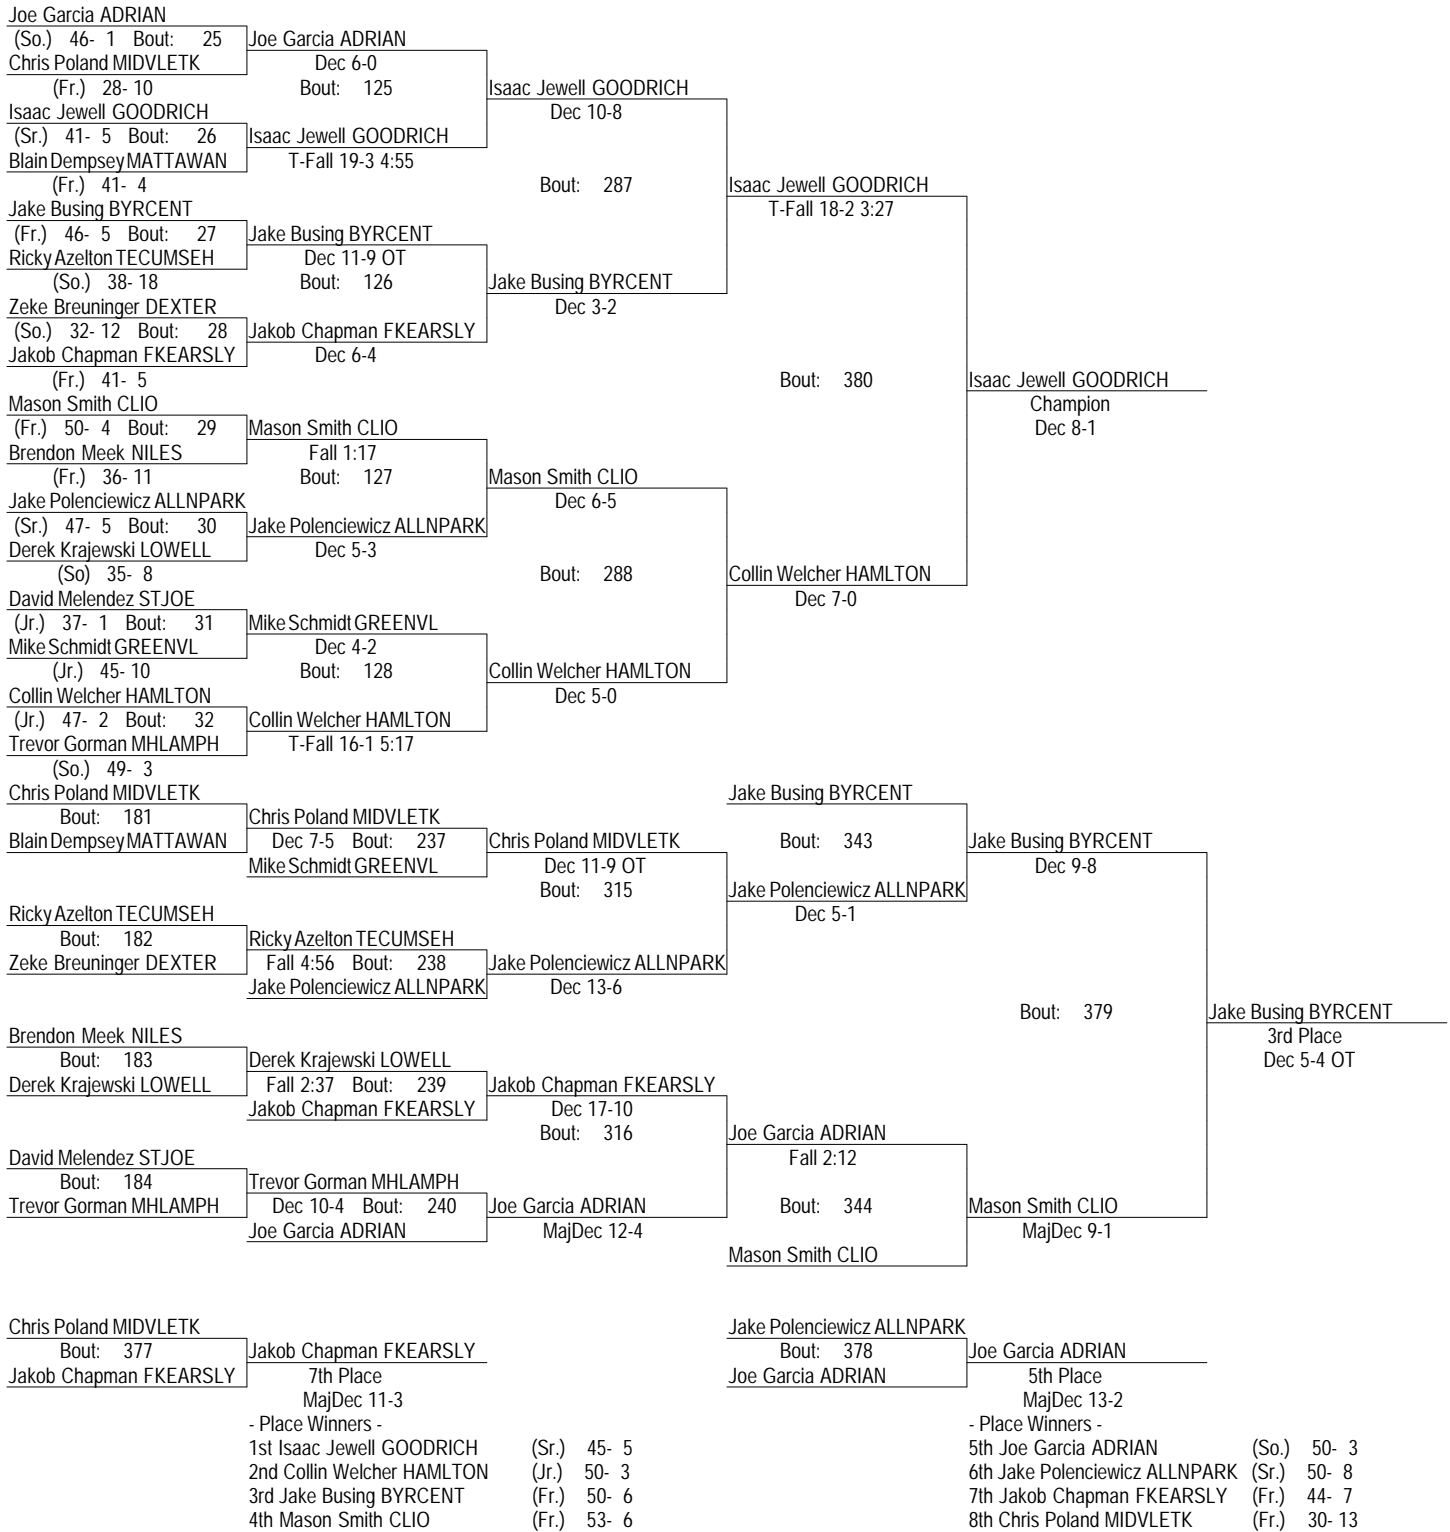 Joe Garcia ADRIAN
(So.) 46- 1 Bout: 25 Joe Garcia ADRIAN
Chris Poland MIDVLETK Dec 6-0
(Fr.) 28- 10 Bout: 125 Isaac Jewell GOODRICH
Isaac Jewell GOODRICH Dec 10-8
(Sr.) 41- 5 Bout: 26 Isaac Jewell GOODRICH
Blain Dempsey MATTAWAN T-Fall 19-3 4:55
(Fr.) 41- 4 Bout: 287 Isaac Jewell GOODRICH
Jake Busing BYRCENT T-Fall 18-2 3:27
(Fr.) 46- 5 Bout: 27 Jake Busing BYRCENT
Ricky Azelton TECUMSEH Dec 11-9 OT
(So.) 38- 18 Bout: 126 Jake Busing BYRCENT
Zeke Breuninger DEXTER Dec 3-2
(So.) 32- 12 Bout: 28 Jakob Chapman FKEARSLY
Jakob Chapman FKEARSLY Dec 6-4
(Fr.) 41- 5 Bout: 380 Isaac Jewell GOODRICH
Mason Smith CLIO Champion
(Fr.) 50- 4 Bout: 29 Mason Smith CLIO Dec 8-1
Brendon Meek NILES Fall 1:17
(Fr.) 36- 11 Bout: 127 Mason Smith CLIO
Jake Polenciewicz ALLNPARK Dec 6-5
(Sr.) 47- 5 Bout: 30 Jake Polenciewicz ALLNPARK
Derek Krajewski LOWELL Dec 5-3
(So) 35- 8 Bout: 288 Collin Welcher HAMLTON
David Melendez STJOE Dec 7-0
(Jr.) 37- 1 Bout: 31 Mike Schmidt GREENVL
Mike Schmidt GREENVL Dec 4-2
(Jr.) 45- 10 Bout: 128 Collin Welcher HAMLTON
Collin Welcher HAMLTON Dec 5-0
(Jr.) 47- 2 Bout: 32 Collin Welcher HAMLTON
Trevor Gorman MHLAMPH T-Fall 16-1 5:17
(So.) 49- 3
Chris Poland MIDVLETK Jake Busing BYRCENT
Bout: 181 Chris Poland MIDVLETK
Blain Dempsey MATTAWAN Dec 7-5 Bout: 237 Chris Poland MIDVLETK Bout: 343 Jake Busing BYRCENT
Mike Schmidt GREENVL Dec 11-9 OT Dec 9-8
Bout: 315 Jake Polenciewicz ALLNPARK
Ricky Azelton TECUMSEH Dec 5-1
Bout: 182 Ricky Azelton TECUMSEH
Zeke Breuninger DEXTER Fall 4:56 Bout: 238 Jake Polenciewicz ALLNPARK
Jake Polenciewicz ALLNPARK Dec 13-6
Bout: 379 Jake Busing BYRCENT
Brendon Meek NILES 3rd Place
Bout: 183 Derek Krajewski LOWELL Dec 5-4 OT
Derek Krajewski LOWELL Fall 2:37 Bout: 239 Jakob Chapman FKEARSLY
Jakob Chapman FKEARSLY Dec 17-10
Bout: 316 Joe Garcia ADRIAN
David Melendez STJOE Fall 2:12
Bout: 184 Trevor Gorman MHLAMPH
Trevor Gorman MHLAMPH Dec 10-4 Bout: 240 Joe Garcia ADRIAN Bout: 344 Mason Smith CLIO
Joe Garcia ADRIAN MajDec 12-4 MajDec 9-1
Mason Smith CLIO
Chris Poland MIDVLETK Jake Polenciewicz ALLNPARK
Bout: 377 Jakob Chapman FKEARSLY Bout: 378 Joe Garcia ADRIAN
Jakob Chapman FKEARSLY 7th Place Joe Garcia ADRIAN 5th Place
MajDec 11-3 MajDec 13-2
- Place Winners - - Place Winners -
1st Isaac Jewell GOODRICH (Sr.) 45- 5 5th Joe Garcia ADRIAN (So.) 50- 3
2nd Collin Welcher HAMLTON (Jr.) 50- 3 6th Jake Polenciewicz ALLNPARK (Sr.) 50- 8
3rd Jake Busing BYRCENT (Fr.) 50- 6 7th Jakob Chapman FKEARSLY (Fr.) 44- 7
4th Mason Smith CLIO (Fr.) 53- 6 8th Chris Poland MIDVLETK (Fr.) 30- 13